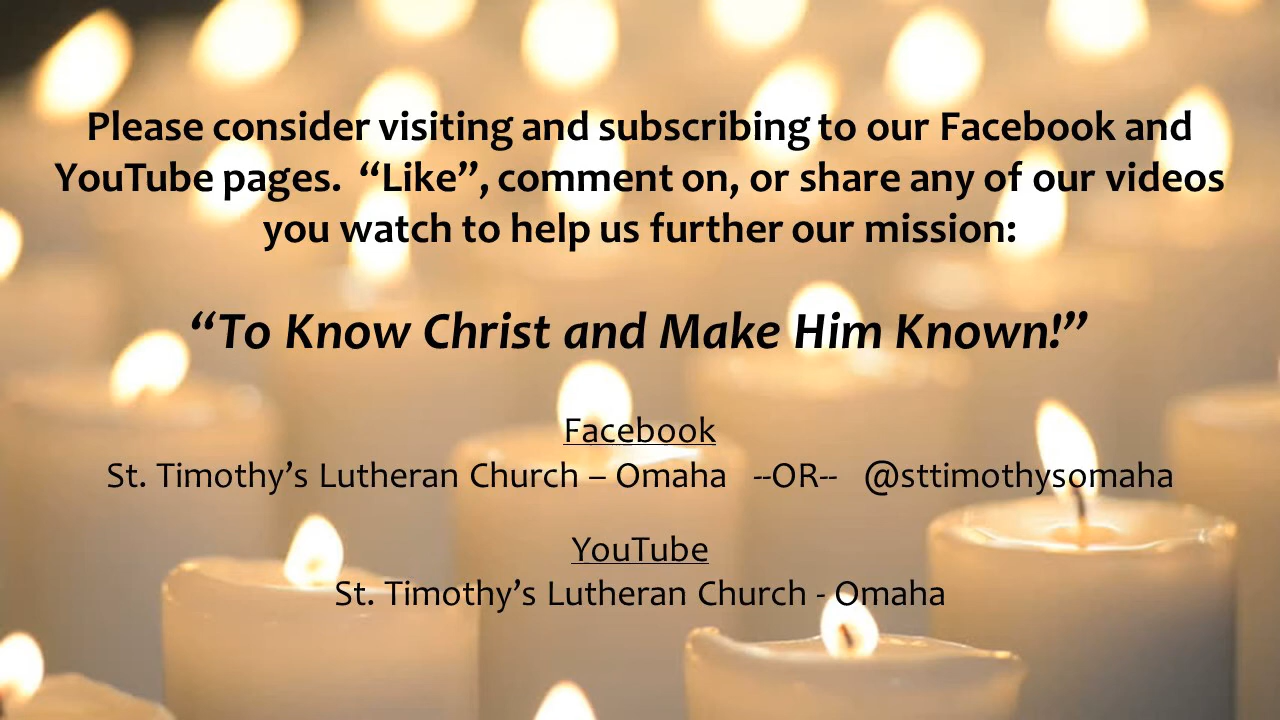 Please consider visiting and subscribing to our Facebook and
YouTube pages.  “Like”, comment on, or share any of our videos
you watch to help us further our mission:
“To Know Christ and Make Him Known!”
Facebook
St. Timothy’s Lutheran Church – Omaha   --OR--   @sttimothysomaha
YouTube
St. Timothy’s Lutheran Church - Omaha